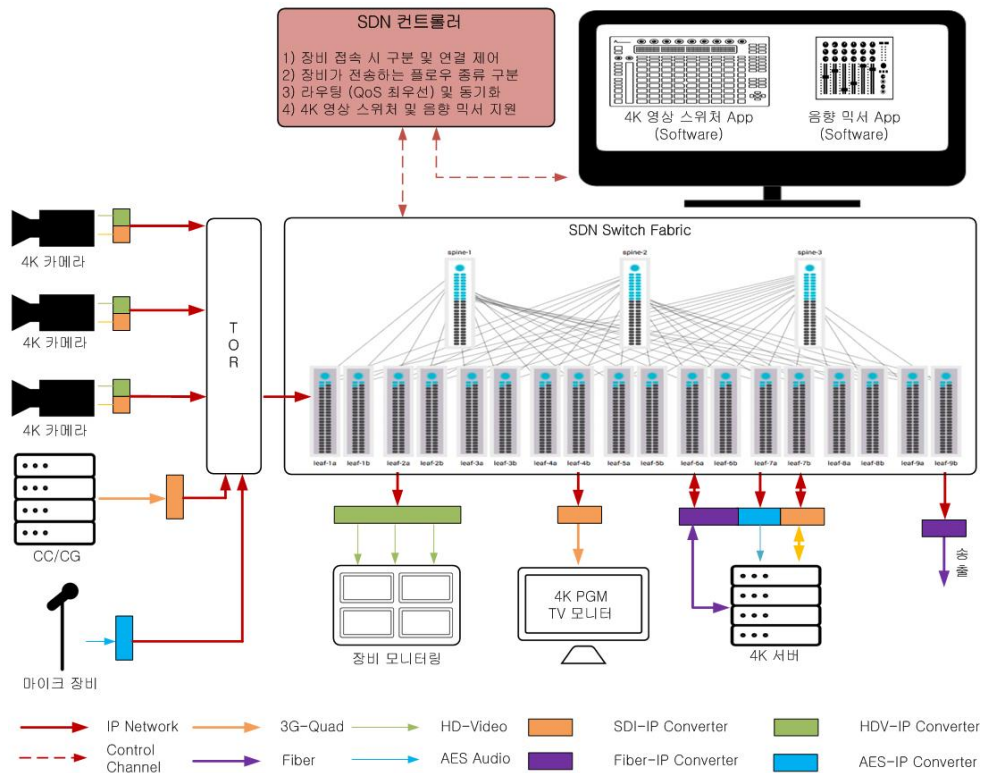 SDN 컨트롤러
1) 장비 접속 시 구분 및 연결 제어
2) 장비가 전송하는 플로우 종류 구분
3) 라우팅 (QoS 최우선) 및 동기화
4) 4K 영상 스위처 및 음향 믹서 지원
4K 영상 스위처 App
(Software)
음향 믹서 App
(Software)
4K 카메라
4K 카메라
4K 카메라
CC/CG
마이크 장비
TOR
SDN Switch Fabric
spine-1
spine-2
spine-3
leaf-1a
leaf-1b
leaf-2a
leaf-2b
leaf-3a
leaf-3b
leaf-4a
leaf-4b
leaf-5a
leaf-5b
leaf-6a
leaf-6b
leaf-7a
leaf-7b
leaf-8a
leaf-8b
leaf-9a
leaf-9b
장비 모니터링
4K PGM
TV 모니터
4K 서버
송출
IP Network
3G-Quad
HD-Video
SDI-IP Converter
HDV-IP Converter
Control
Channel
Fiber
AES Audio
Fiber-IP Converter
AES-IP Converter